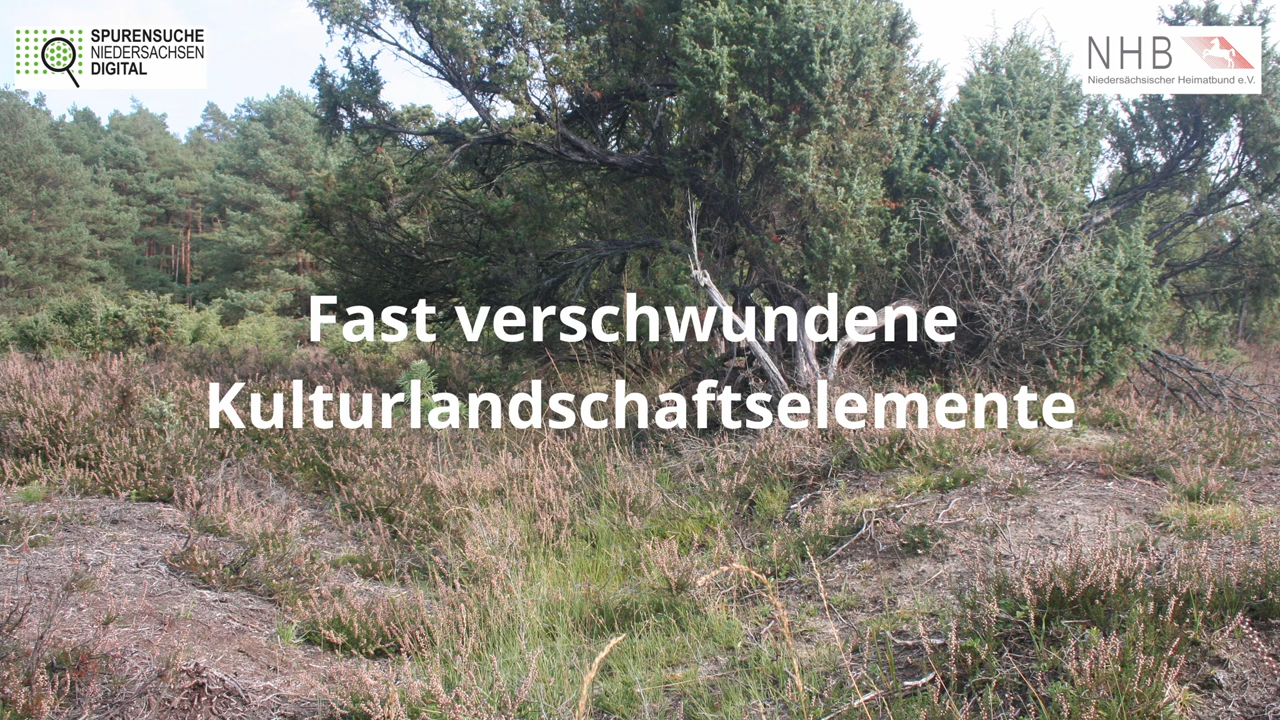 SPURENSUCHE
NIEDERSACHSEN
DIGITAL
NHB
Niedersächsischer Heimatbund e.V.
Fast verschwundene
Kulturlandschaftselemente